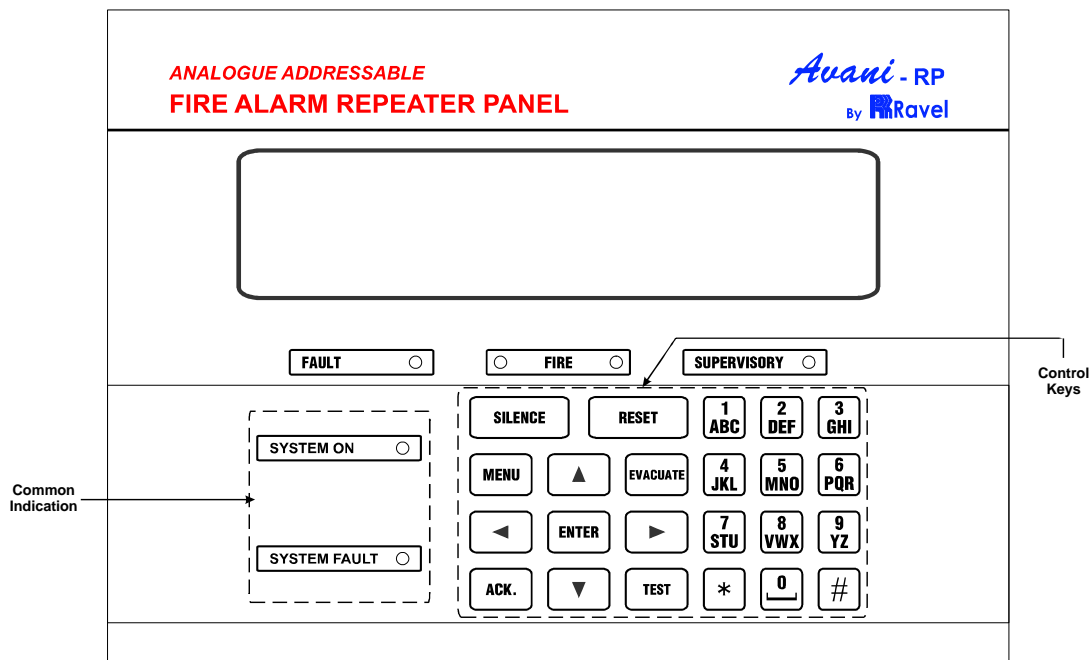 ANALOGUE ADDRESSABLE
FIRE ALARM REPEATER PANEL
Avani - RP
By Ravel
FAULT
FIRE
SUPERVISORY
Control
Keys
SILENCE
RESET
1
ABC
2
DEF
3
GHI
SYSTEM ON
MENU
EVACUATE
4
JKL
5
MNO
6
PQR
Common
Indication
ENTER
7
STU
8
VWX
9
YZ
SYSTEM FAULT
ACK.
TEST
*
0
#